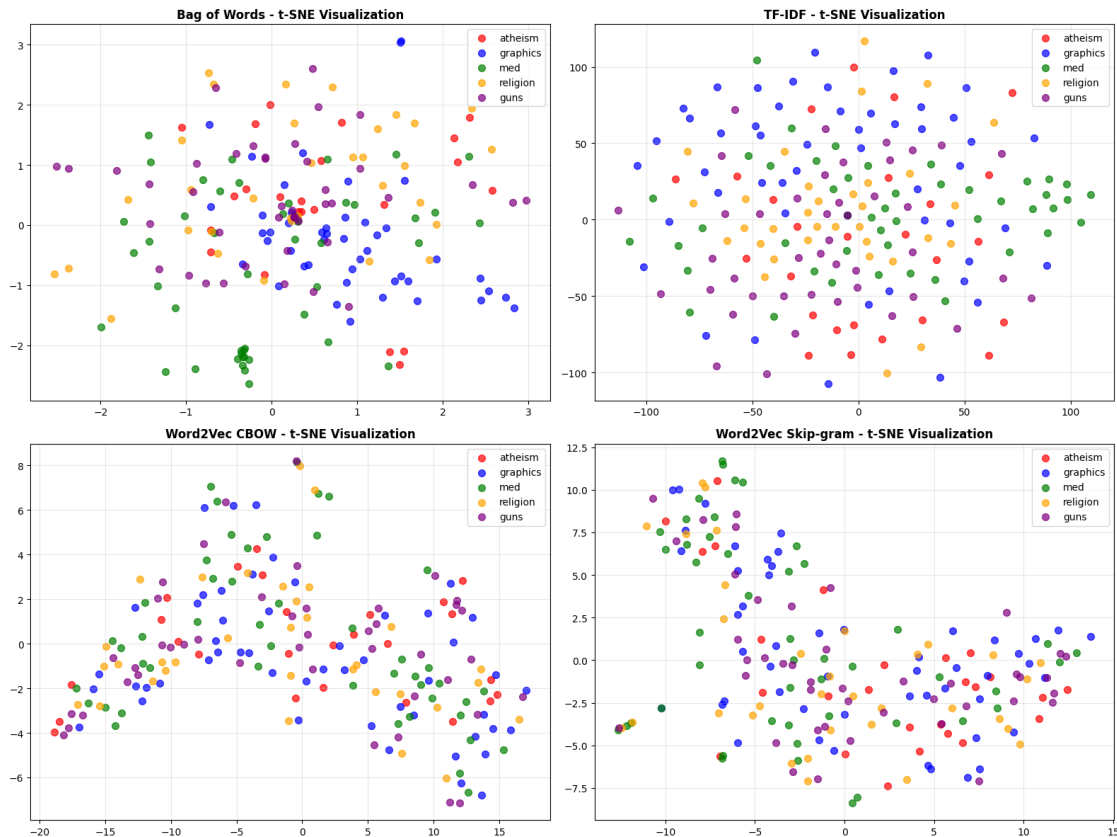 Bag of Words - t-SNE Visualization
atheism
graphics
med
religion
guns
3
2
1
0
−1
−2
−2
−1
0
1
2
3
TF-IDF - t-SNE Visualization
atheism
graphics
med
religion
guns
100
50
0
−50
−100
−100
−50
0
50
100
Word2Vec CBOW - t-SNE Visualization
atheism
graphics
med
religion
guns
8
6
4
2
0
−2
−4
−6
−20
−15
−10
−5
0
5
10
15
Word2Vec Skip-gram - t-SNE Visualization
atheism
graphics
med
religion
guns
12.5
10.0
7.5
5.0
2.5
0.0
−2.5
−5.0
−7.5
−10
−5
0
5
10
15